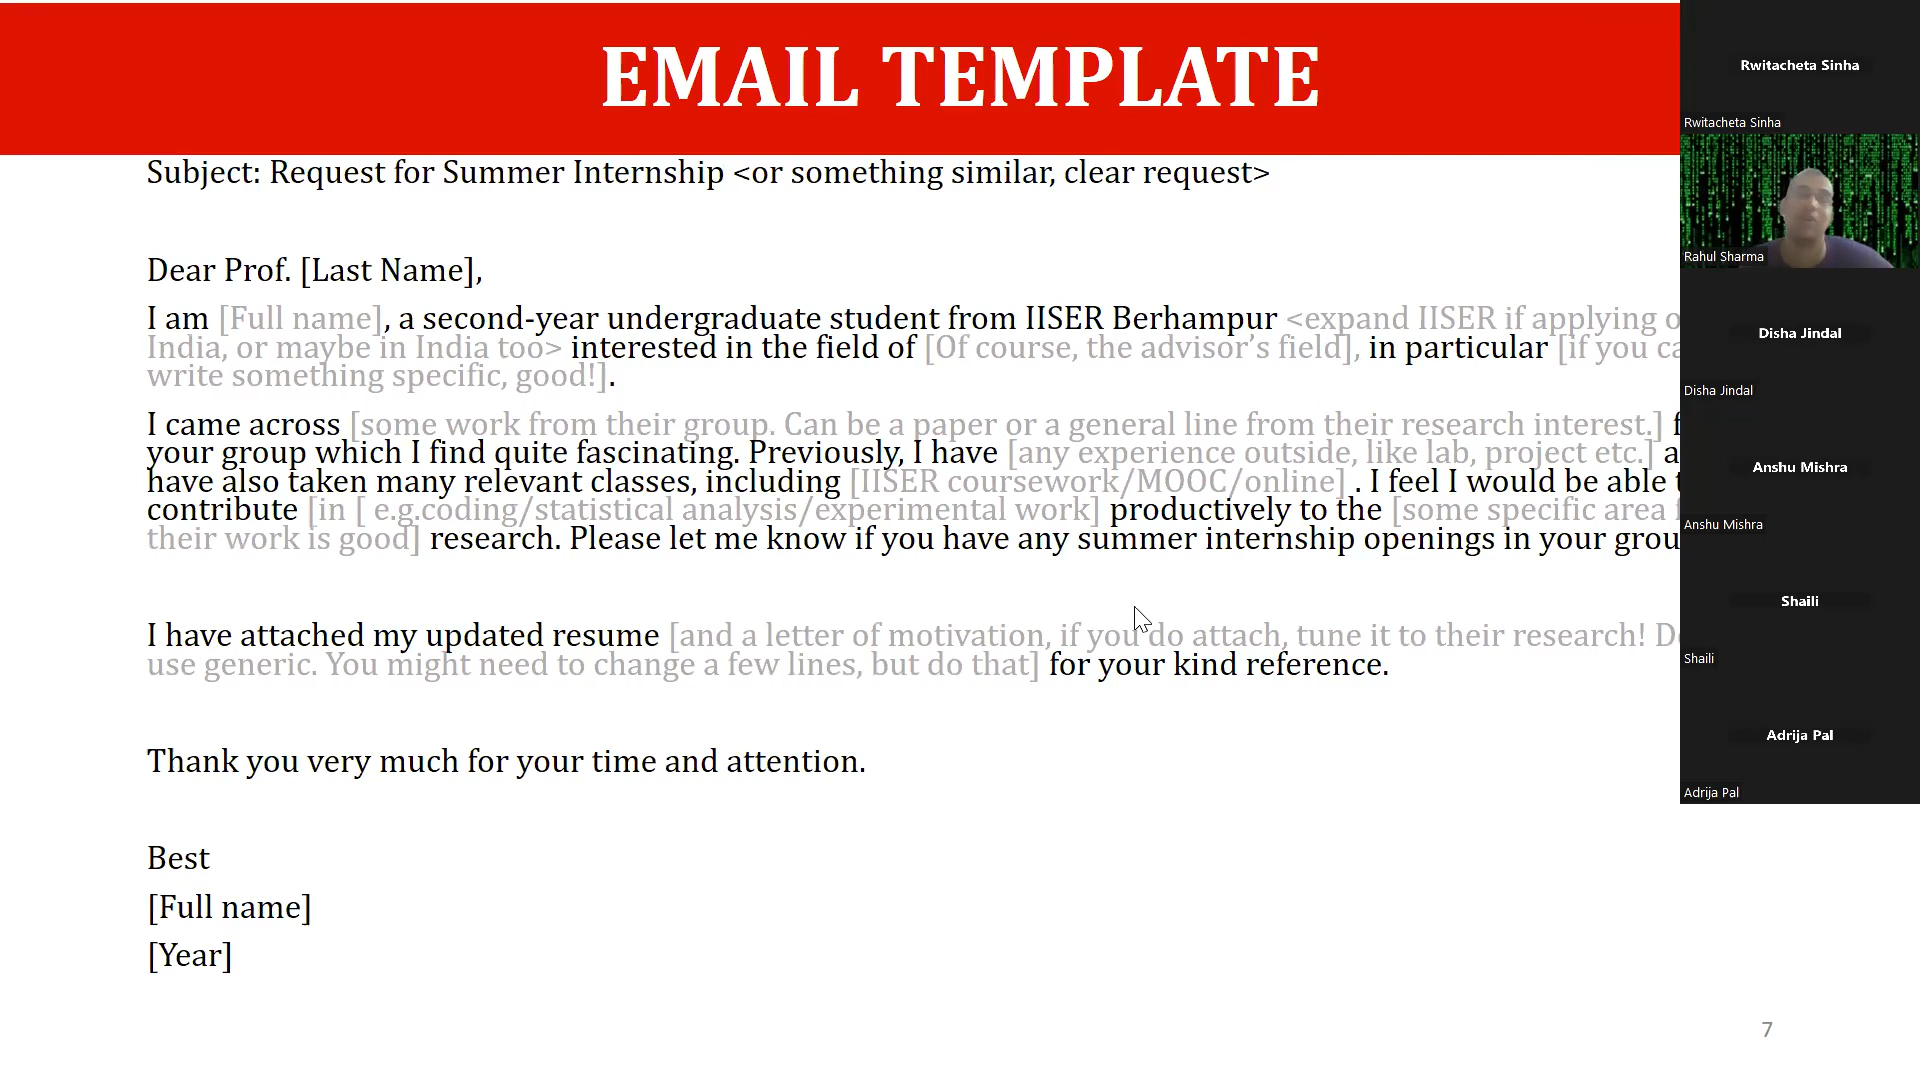 EMAIL TEMPLATE
Subject: Request for Summer Internship <or something similar, clear request>
Dear Prof. [Last Name],
I am [Full name], a second-year undergraduate student from IISER Berhampur <expand IISER if applying
India, or maybe in India too> interested in the field of [Of course, the advisor's field], in particular [if you
write something specific, good!].
I came across [some work from their group. Can be a paper or a general line from their research interest.]
your group which I find quite fascinating. Previously, I have [any experience outside, like lab, project etc.]
have also taken many relevant classes, including [IISER coursework/MOOC/online] . I feel I would be able
contribute [in [ e.g.coding/statistical analysis/experimental work] productively to the [some specific area
their work is good] research. Please let me know if you have any summer internship openings in your
I have attached my updated resume [and a letter of motivation, if you do attach, tune it to their research!
use generic. You might need to change a few lines, but do that] for your kind reference.
Thank you very much for your time and attention.
Best
[Full name]
[Year]
7
Rwitacheta Sinha
Rwitacheta Sinha
Rahul Sharma
Disha Jindal
Disha Jindal
Anshu Mishra
Anshu Mishra
Shaili
Shaili
Adrija Pal
Adrija Pal